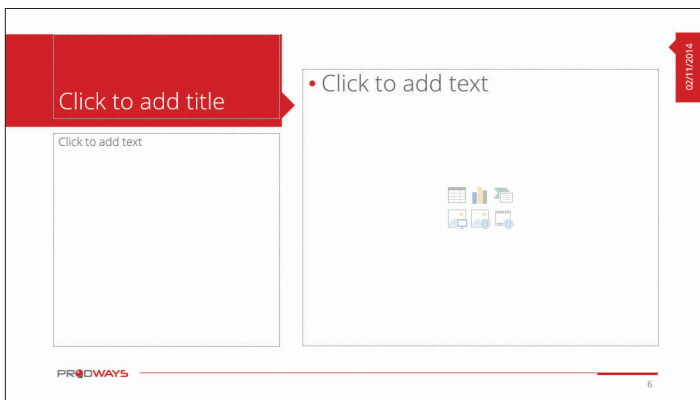 Click to add title
Click to add text
• Click to add text
02/11/2014
PRODWAYS
6